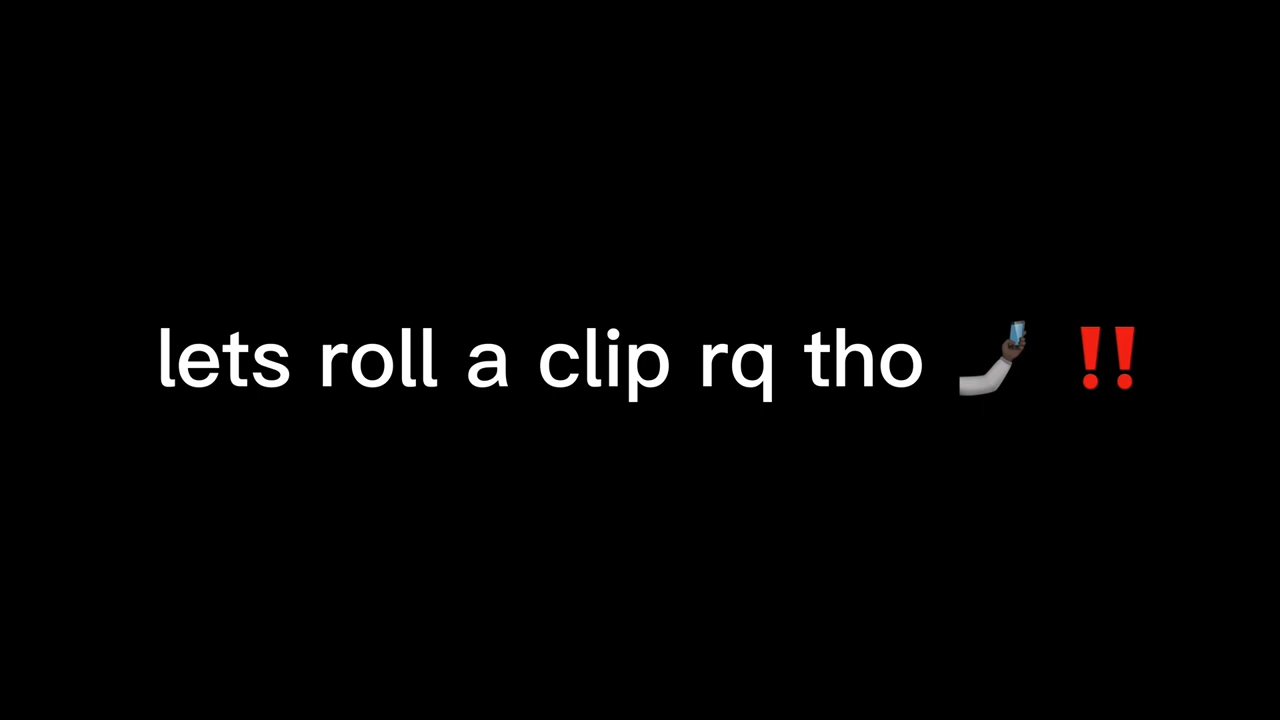 lets roll a clip rq tho 🤳🏿 ‼️